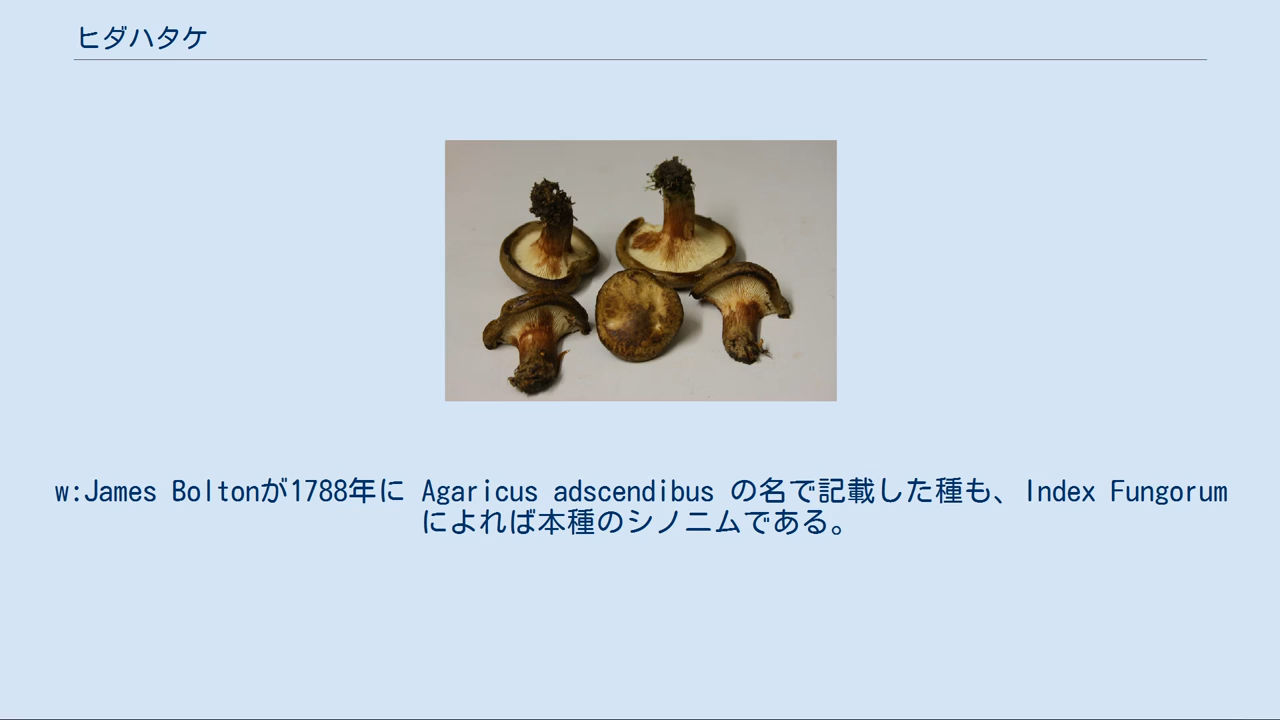 ヒダハタケ
w:James Boltonが1788年に Agaricus adscendibus の名で記載した種も、Index Fungorum
によれば本種のシノニムである。